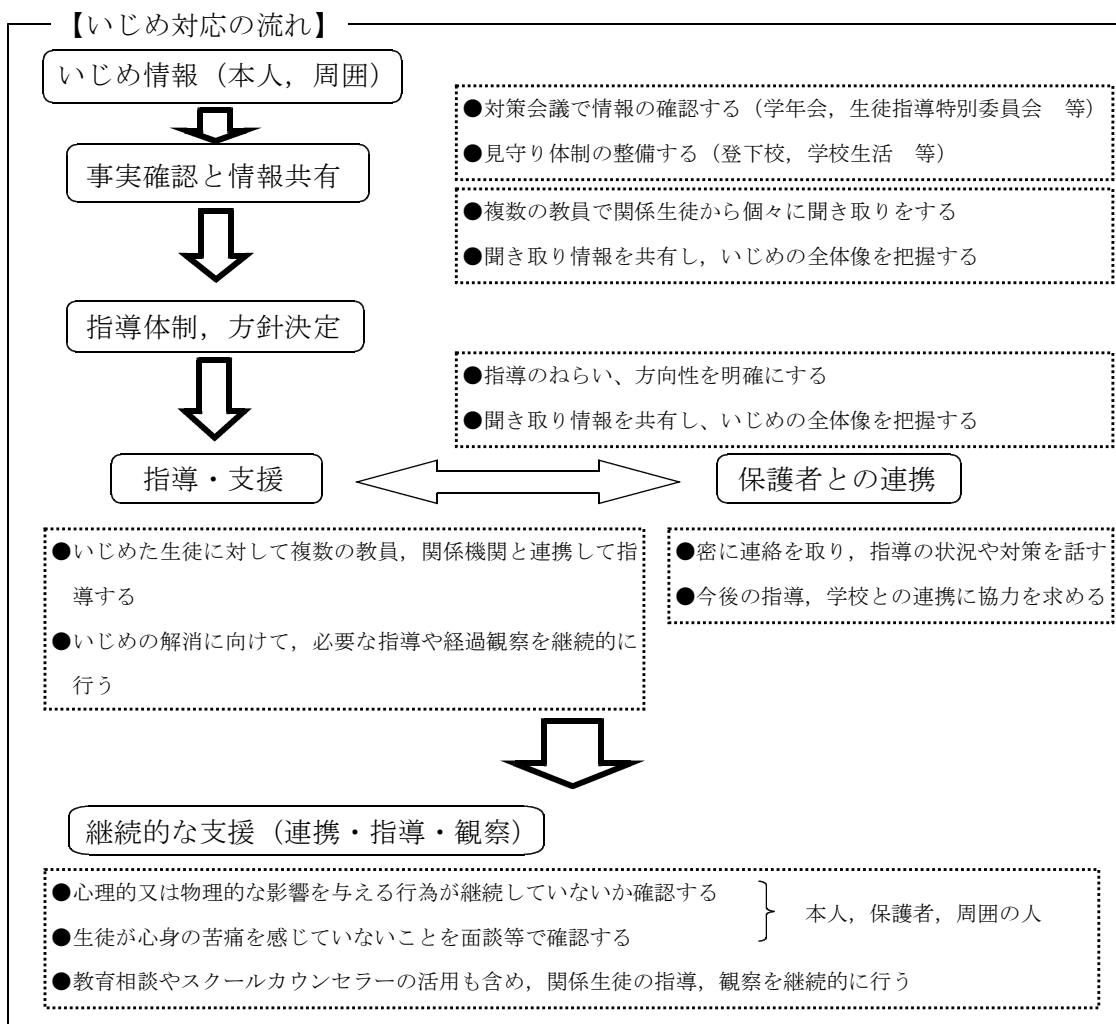 【いじめ対応の流れ】
いじめ情報（本人，周囲）
●対策会議で情報の確認する（学年会，生徒指導特別委員会　等）
●見守り体制の整備する（登下校，学校生活　等）
事実確認と情報共有
●複数の教員で関係生徒から個々に聞き取りをする
●聞き取り情報を共有し，いじめの全体像を把握する
指導体制，方針決定
●指導のねらい、方向性を明確にする
●聞き取り情報を共有し、いじめの全体像を把握する
指導・支援
保護者との連携
●いじめた生徒に対して複数の教員，関係機関と連携して指
導する
●いじめの解消に向けて，必要な指導や経過観察を継続的に
行う
●密に連絡を取り，指導の状況や対策を話す
●今後の指導，学校との連携に協力を求める
継続的な支援（連携・指導・観察）
●心理的又は物理的な影響を与える行為が継続していないか確認する
●生徒が心身の苦痛を感じていないことを面談等で確認する
本人，保護者，周囲の人
●教育相談やスクールカウンセラーの活用も含め，関係生徒の指導，観察を継続的に行う